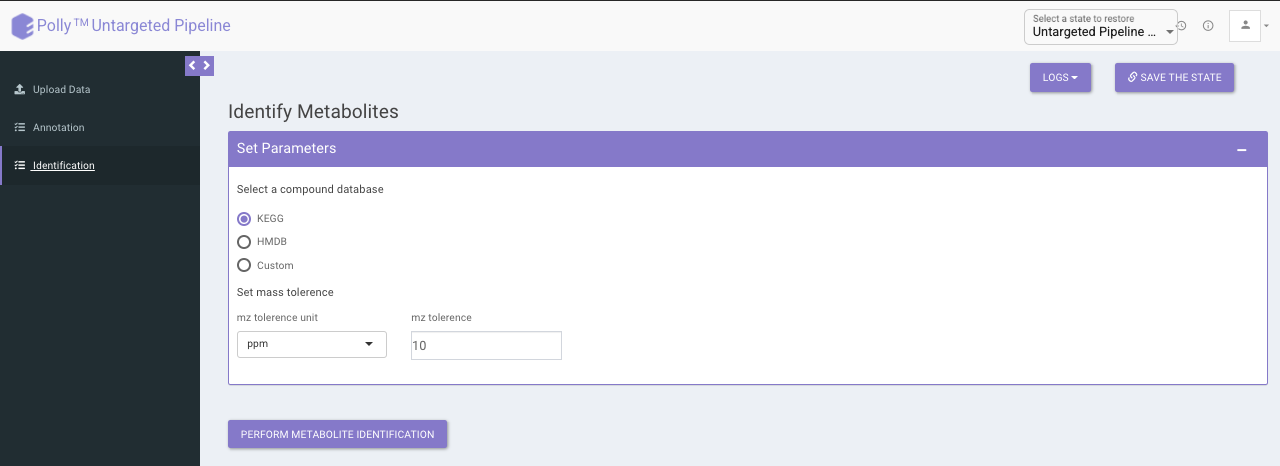 Polly™ Untargeted Pipeline
Select a state to restore
Untargeted Pipeline ...
Upload Data
Annotation
Identification
LOGS
SAVE THE STATE
Identify Metabolites
Set Parameters
Select a compound database
KEGG
HMDB
Custom
Set mass tolerence
mz tolerence unit
mz tolerence
ppm
10
PERFORM METABOLITE IDENTIFICATION